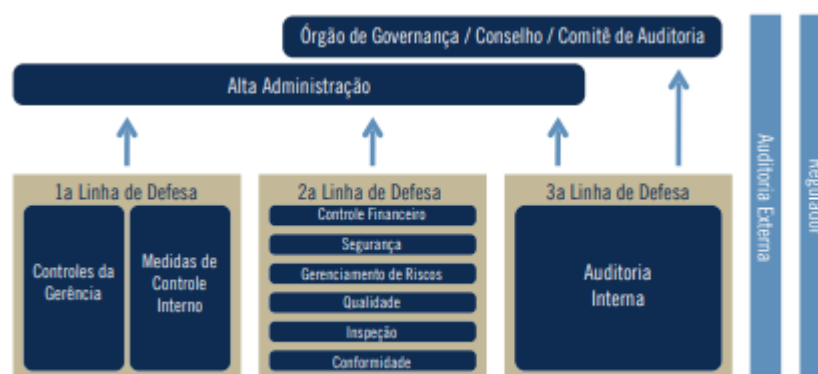 Órgão de Governança / Conselho / Comitê de Auditoria
Alta Administração
1a Linha de Defesa
Controles da
Gerência
Medidas de
Controle
Interno
2a Linha de Defesa
Controle Financeiro
Segurança
Gerenciamento de Riscos
Qualidade
Inspeção
Conformidade
3a Linha de Defesa
Auditoria
Interna
Auditoria Externa
Regulador